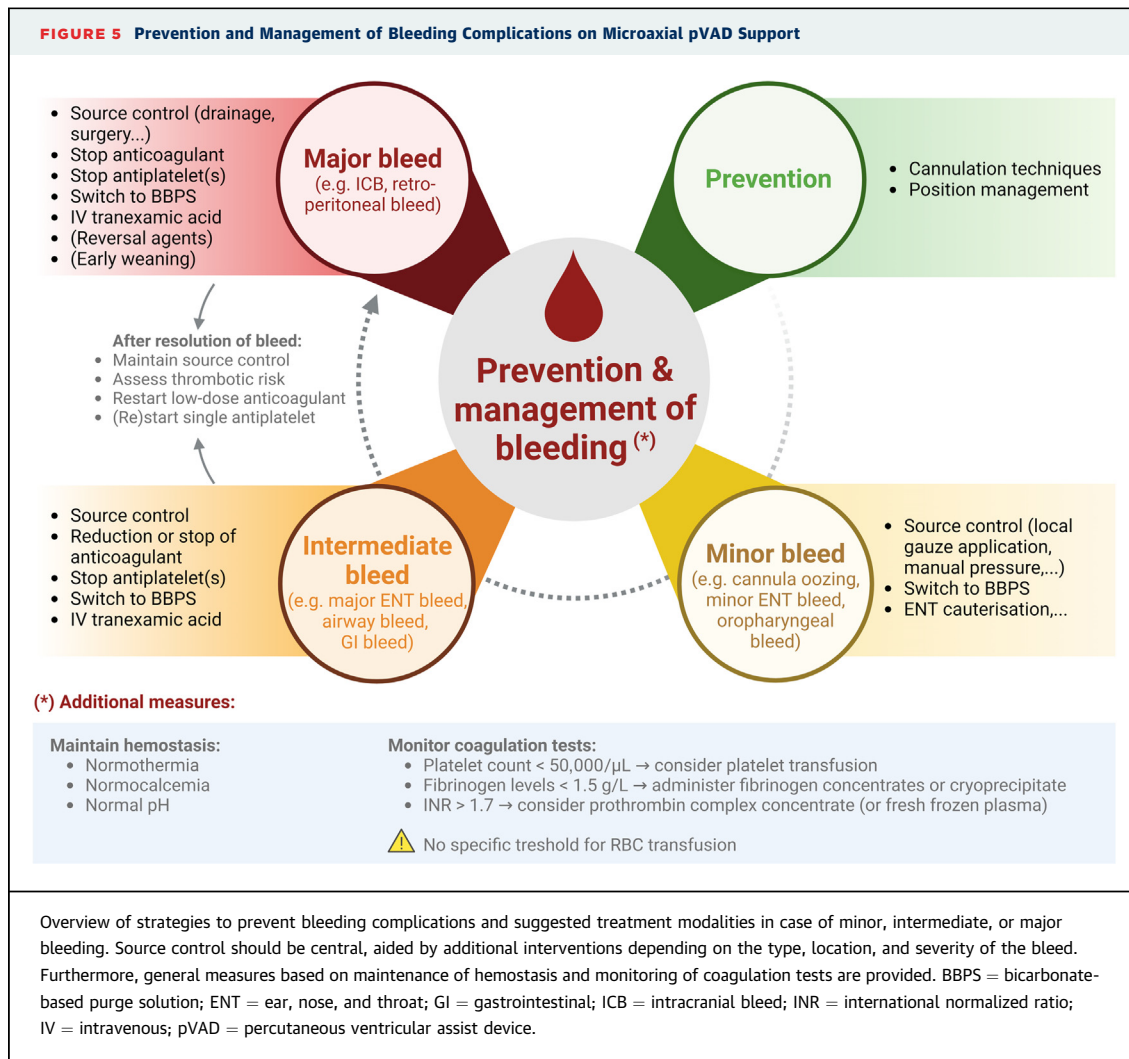 FIGURE 5 Prevention and Management of Bleeding Complications on Microaxial pVAD Support
• Source control (drainage,
surgery...)
• Stop anticoagulant
• Stop antiplatelet(s)
• Switch to BBPS
• IV tranexamic acid
• (Reversal agents)
• (Early weaning)
Major bleed
(e.g. ICB, retro-
peritoneal bleed)
Prevention
• Cannulation techniques
• Position management
After resolution of bleed:
• Maintain source control
• Assess thrombotic risk
• Restart low-dose anticoagulant
• (Re)start single antiplatelet
Prevention &
management of
bleeding (*)
• Source control
• Reduction or stop of
anticoagulant
• Stop antiplatelet(s)
• Switch to BBPS
• IV tranexamic acid
Intermediate
bleed
(e.g. major ENT bleed,
airway bleed,
GI bleed)
Minor bleed
(e.g. cannula oozing,
minor ENT bleed,
oropharyngeal
bleed)
• Source control (local
gauze application,
manual pressure,...)
• Switch to BBPS
• ENT cauterisation,...
(*) Additional measures:
Maintain hemostasis:
• Normothermia
• Normocalcemia
• Normal pH
Monitor coagulation tests:
• Platelet count < 50,000/µL → consider platelet transfusion
• Fibrinogen levels < 1.5 g/L → administer fibrinogen concentrates or cryoprecipitate
• INR > 1.7 → consider prothrombin complex concentrate (or fresh frozen plasma)
! No specific treshold for RBC transfusion
Overview of strategies to prevent bleeding complications and suggested treatment modalities in case of minor, intermediate, or major
bleeding. Source control should be central, aided by additional interventions depending on the type, location, and severity of the bleed.
Furthermore, general measures based on maintenance of hemostasis and monitoring of coagulation tests are provided. BBPS = bicarbonate-
based purge solution; ENT = ear, nose, and throat; GI = gastrointestinal; ICB = intracranial bleed; INR = international normalized ratio;
IV = intravenous; pVAD = percutaneous ventricular assist device.